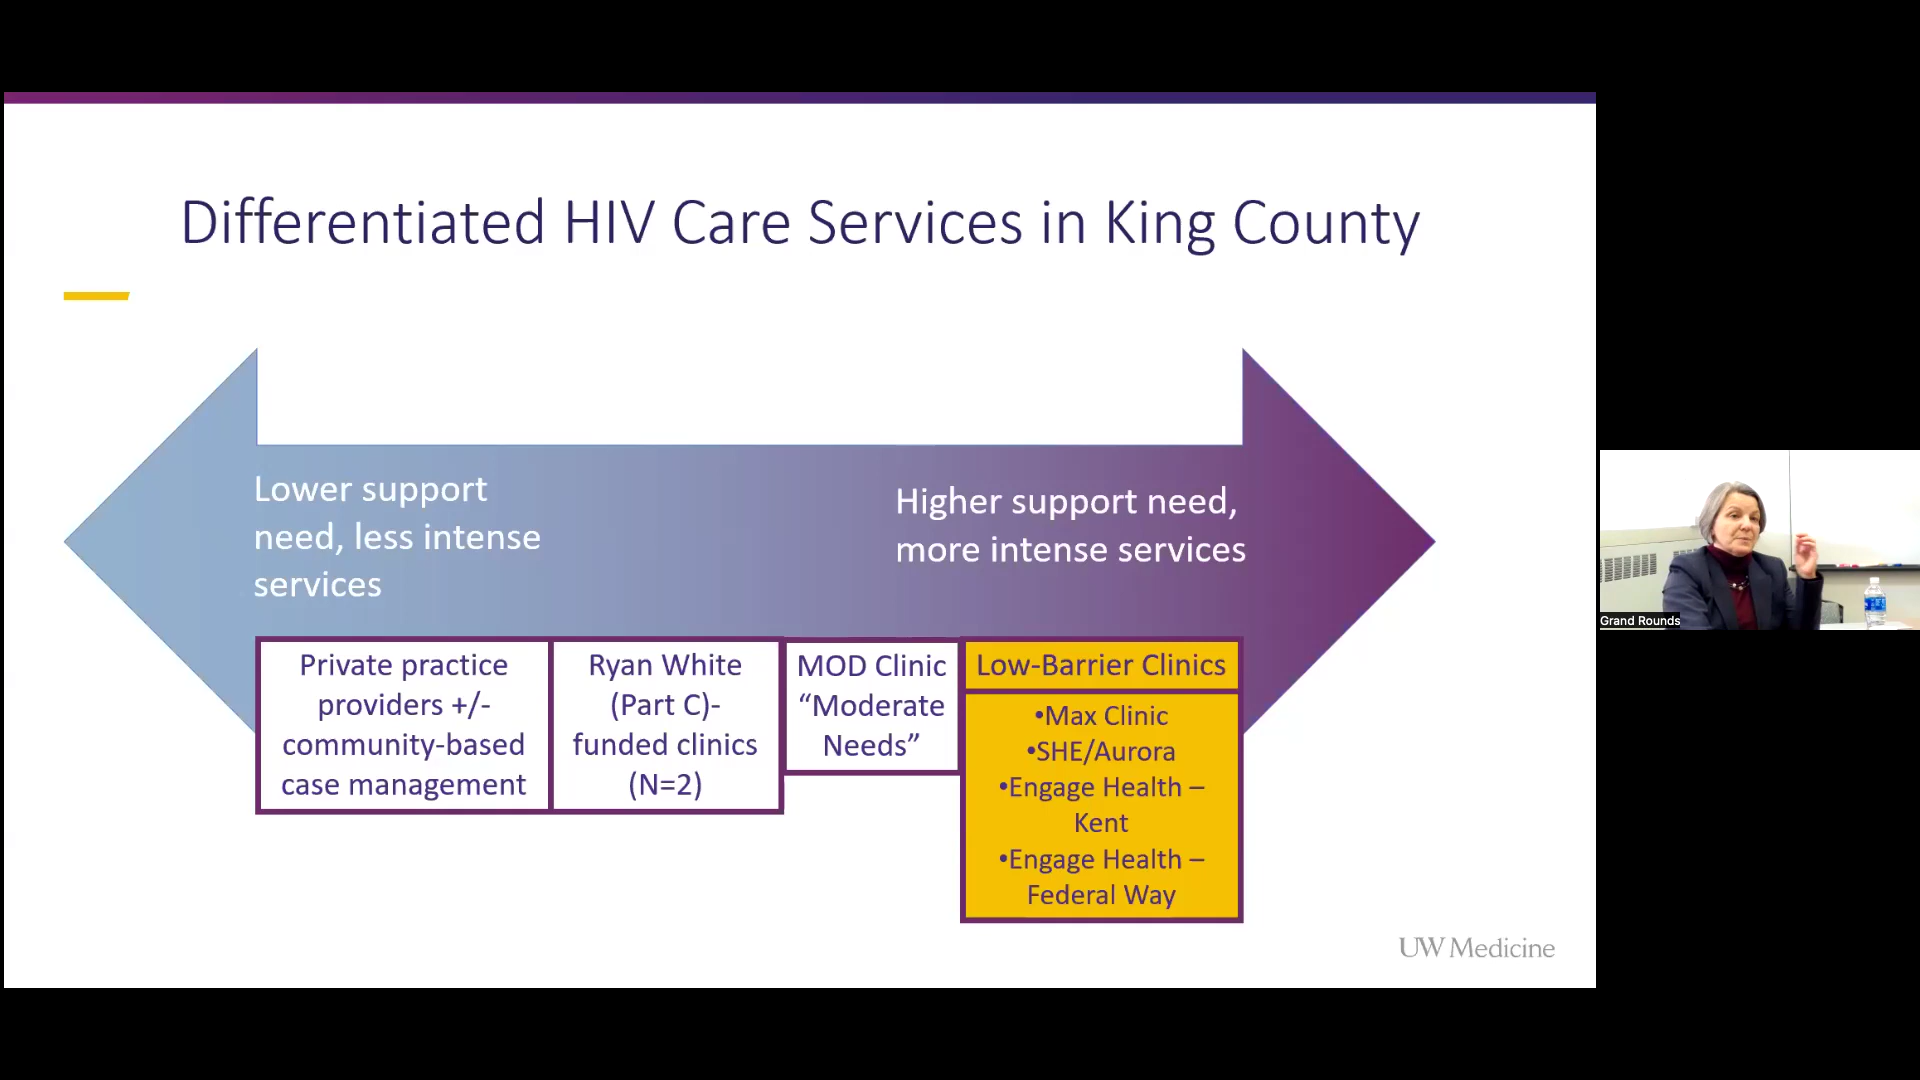 Differentiated HIV Care Services in King County
Lower support
need, less intense
services
Higher support need,
more intense services
Private practice
providers +/-
community-based
case management
Ryan White
(Part C)-
funded clinics
(N=2)
MOD Clinic
“Moderate
Needs”
Low-Barrier Clinics
•Max Clinic
•SHE/Aurora
•Engage Health –
Kent
•Engage Health –
Federal Way
UW Medicine
Grand Rounds